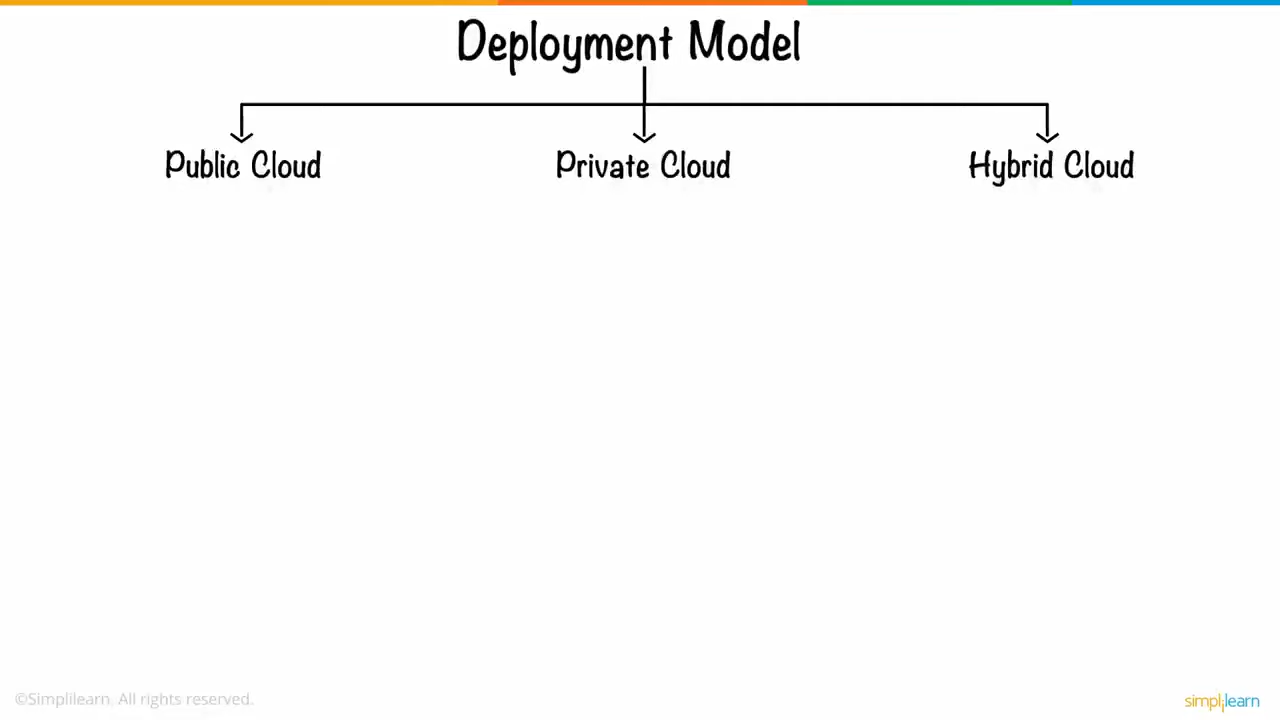 Deployment Model
Public Cloud
Private Cloud
Hybrid Cloud
©Simplilearn. All rights reserved.
simplilearn